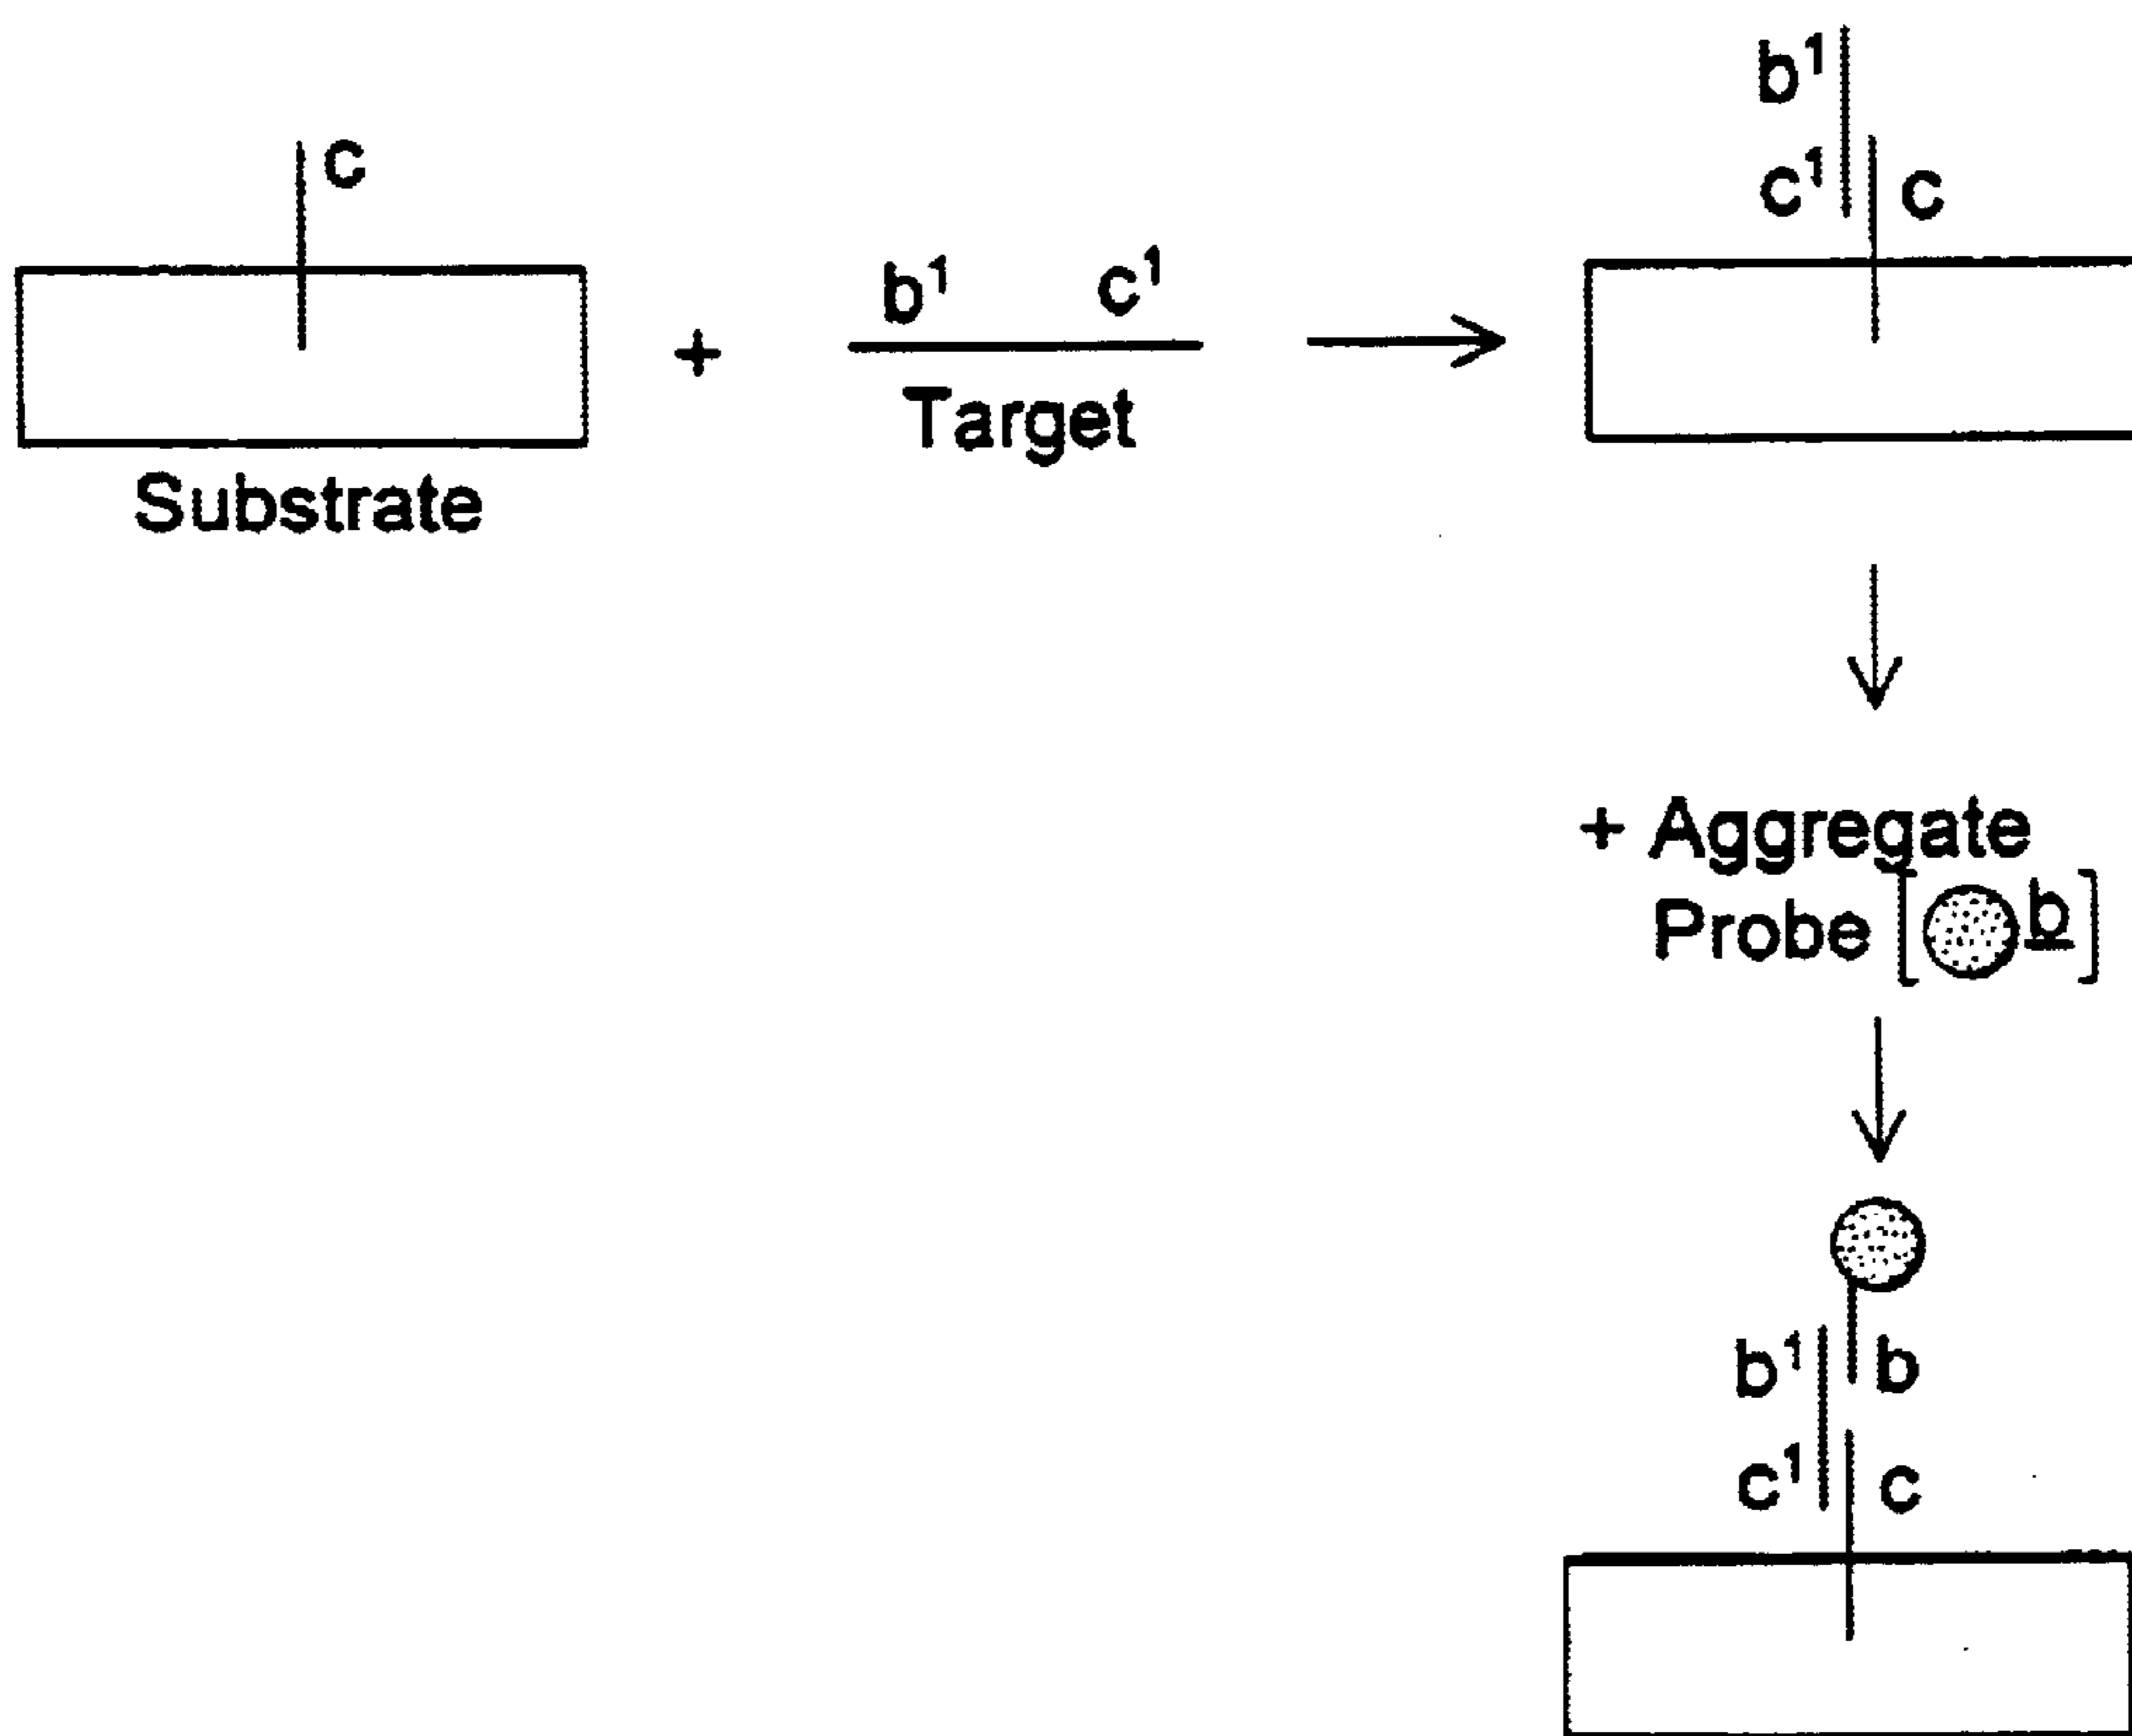 c
Substrate
+
b¹ c¹
Target
b¹
c¹ c
+ Aggregate
Probe [ b ]
b¹ b
c¹ c